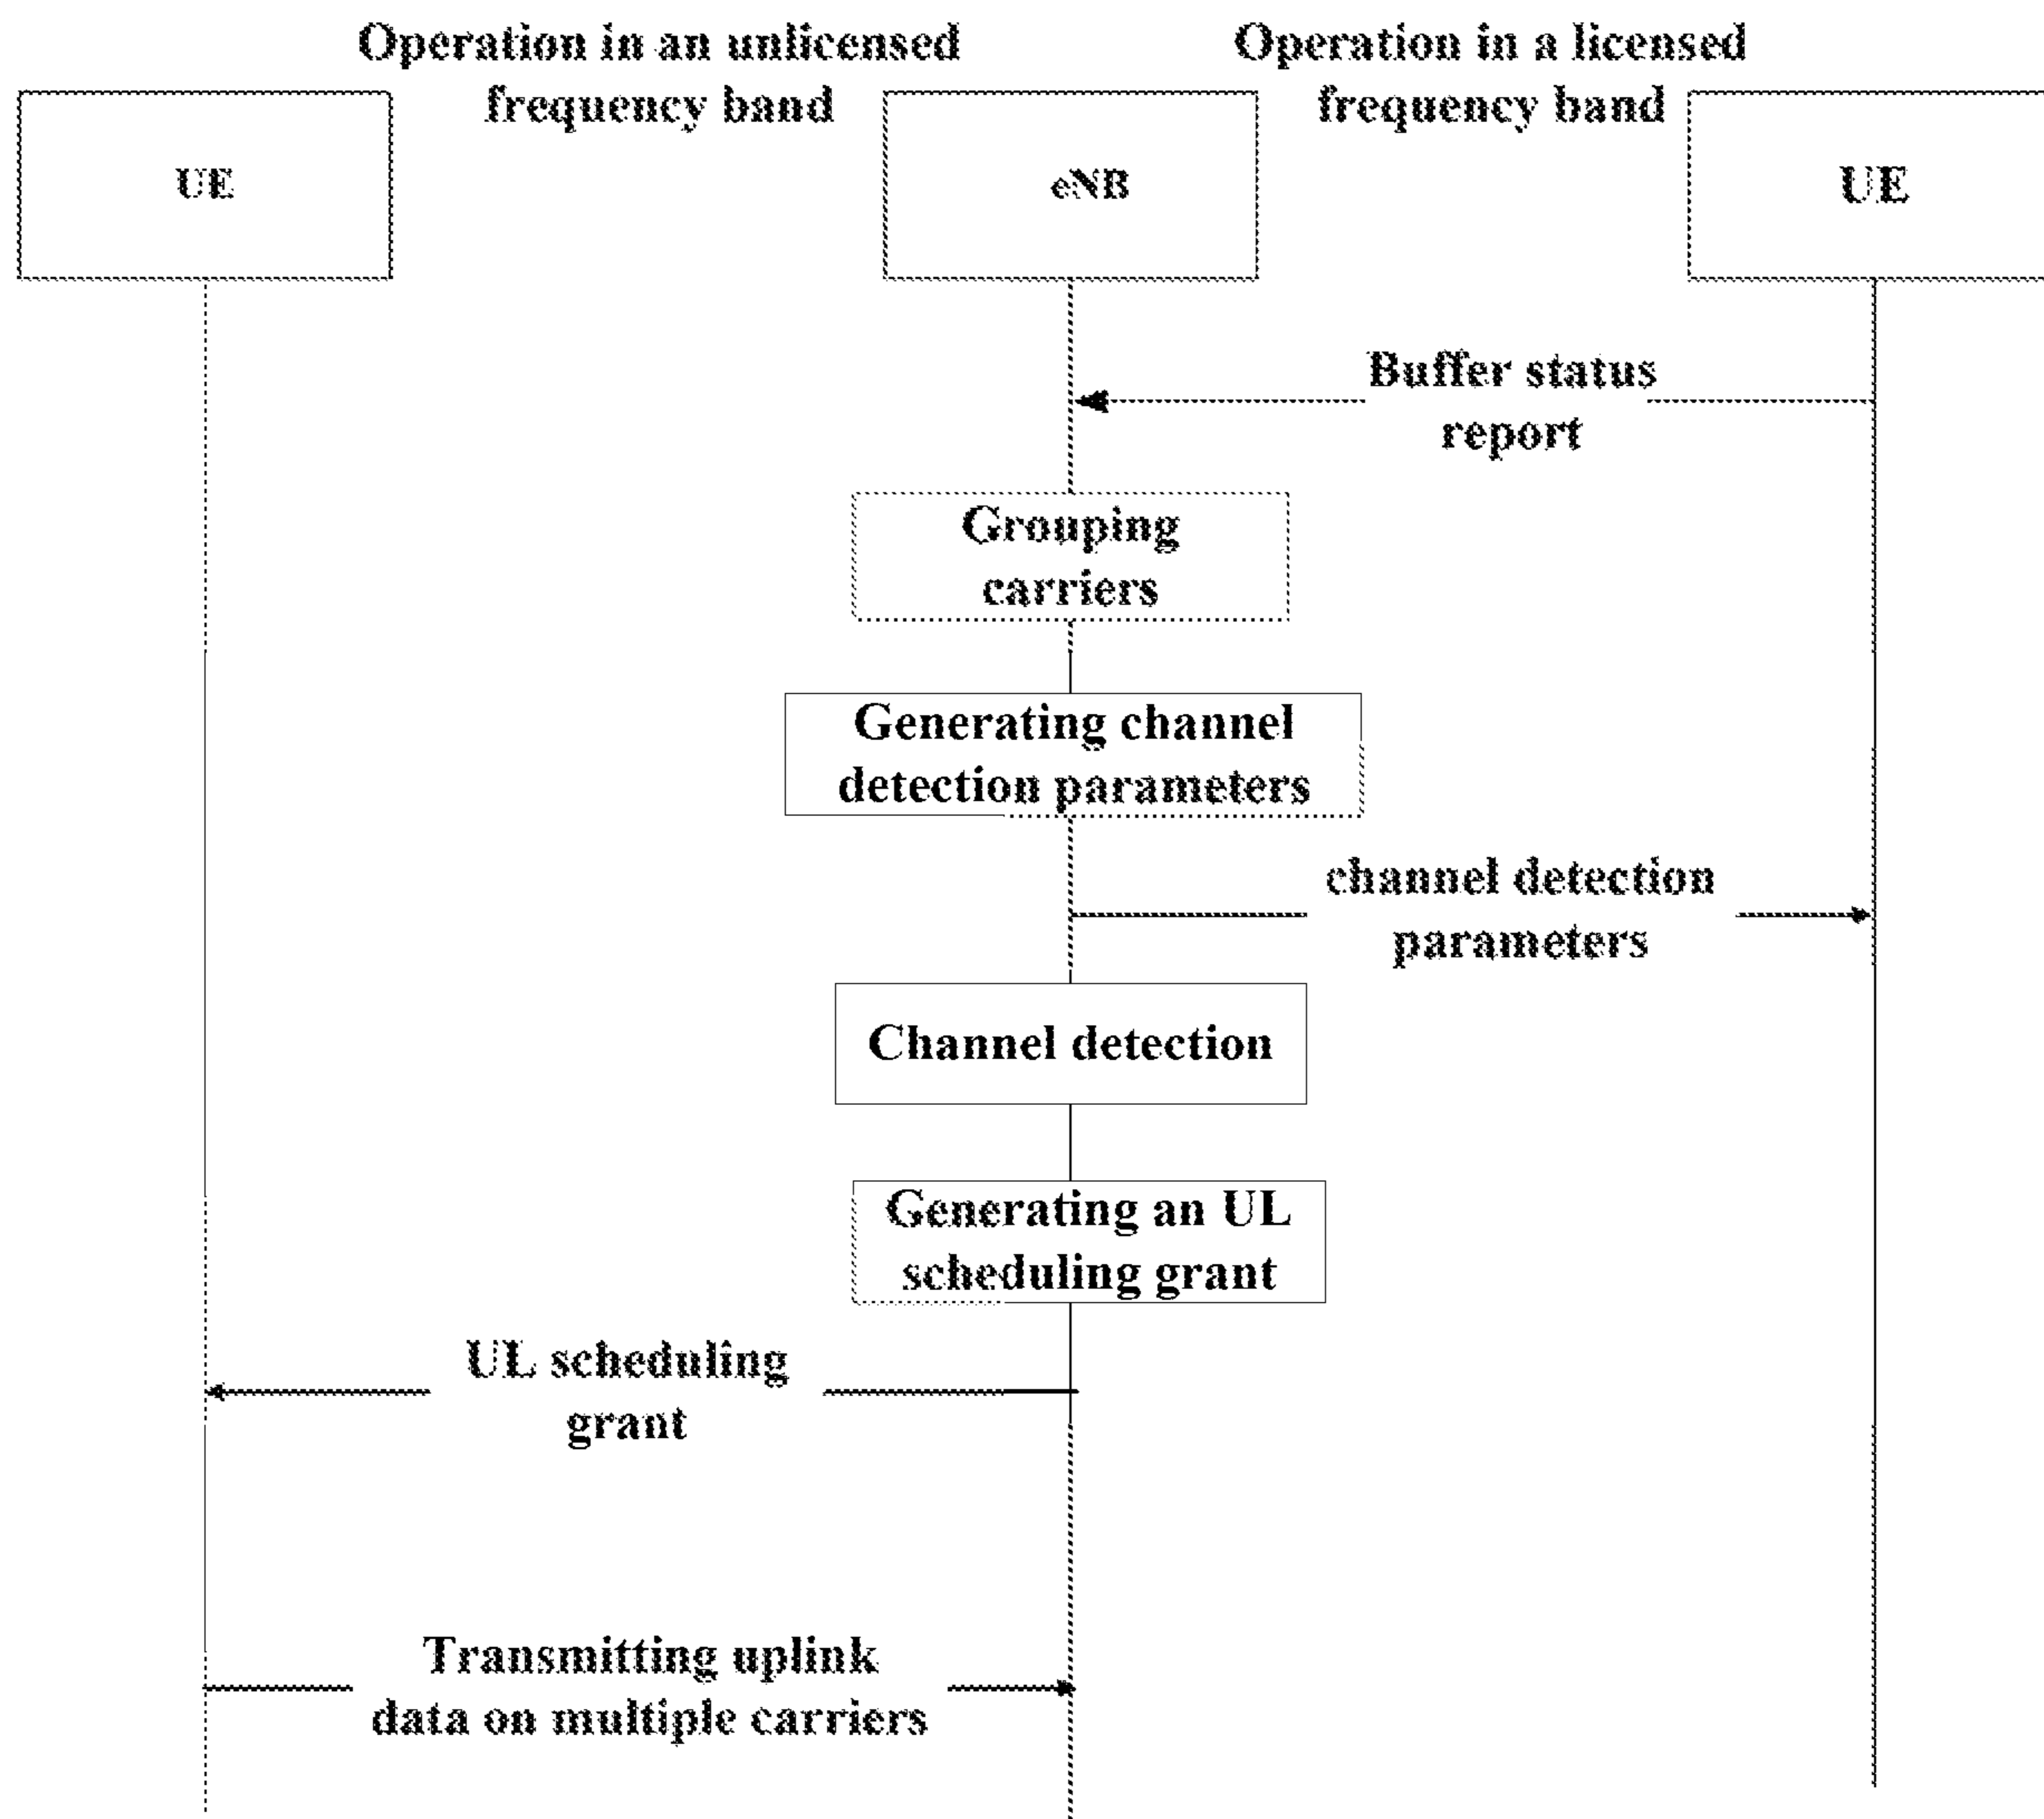 Operation in an unlicensed
frequency band
Operation in a licensed
frequency band
UE
eNB
UE
Buffer status
report
Grouping
carriers
Generating channel
detection parameters
channel detection
parameters
Channel detection
Generating an UL
scheduling grant
UL scheduling
grant
Transmitting uplink
data on multiple carriers